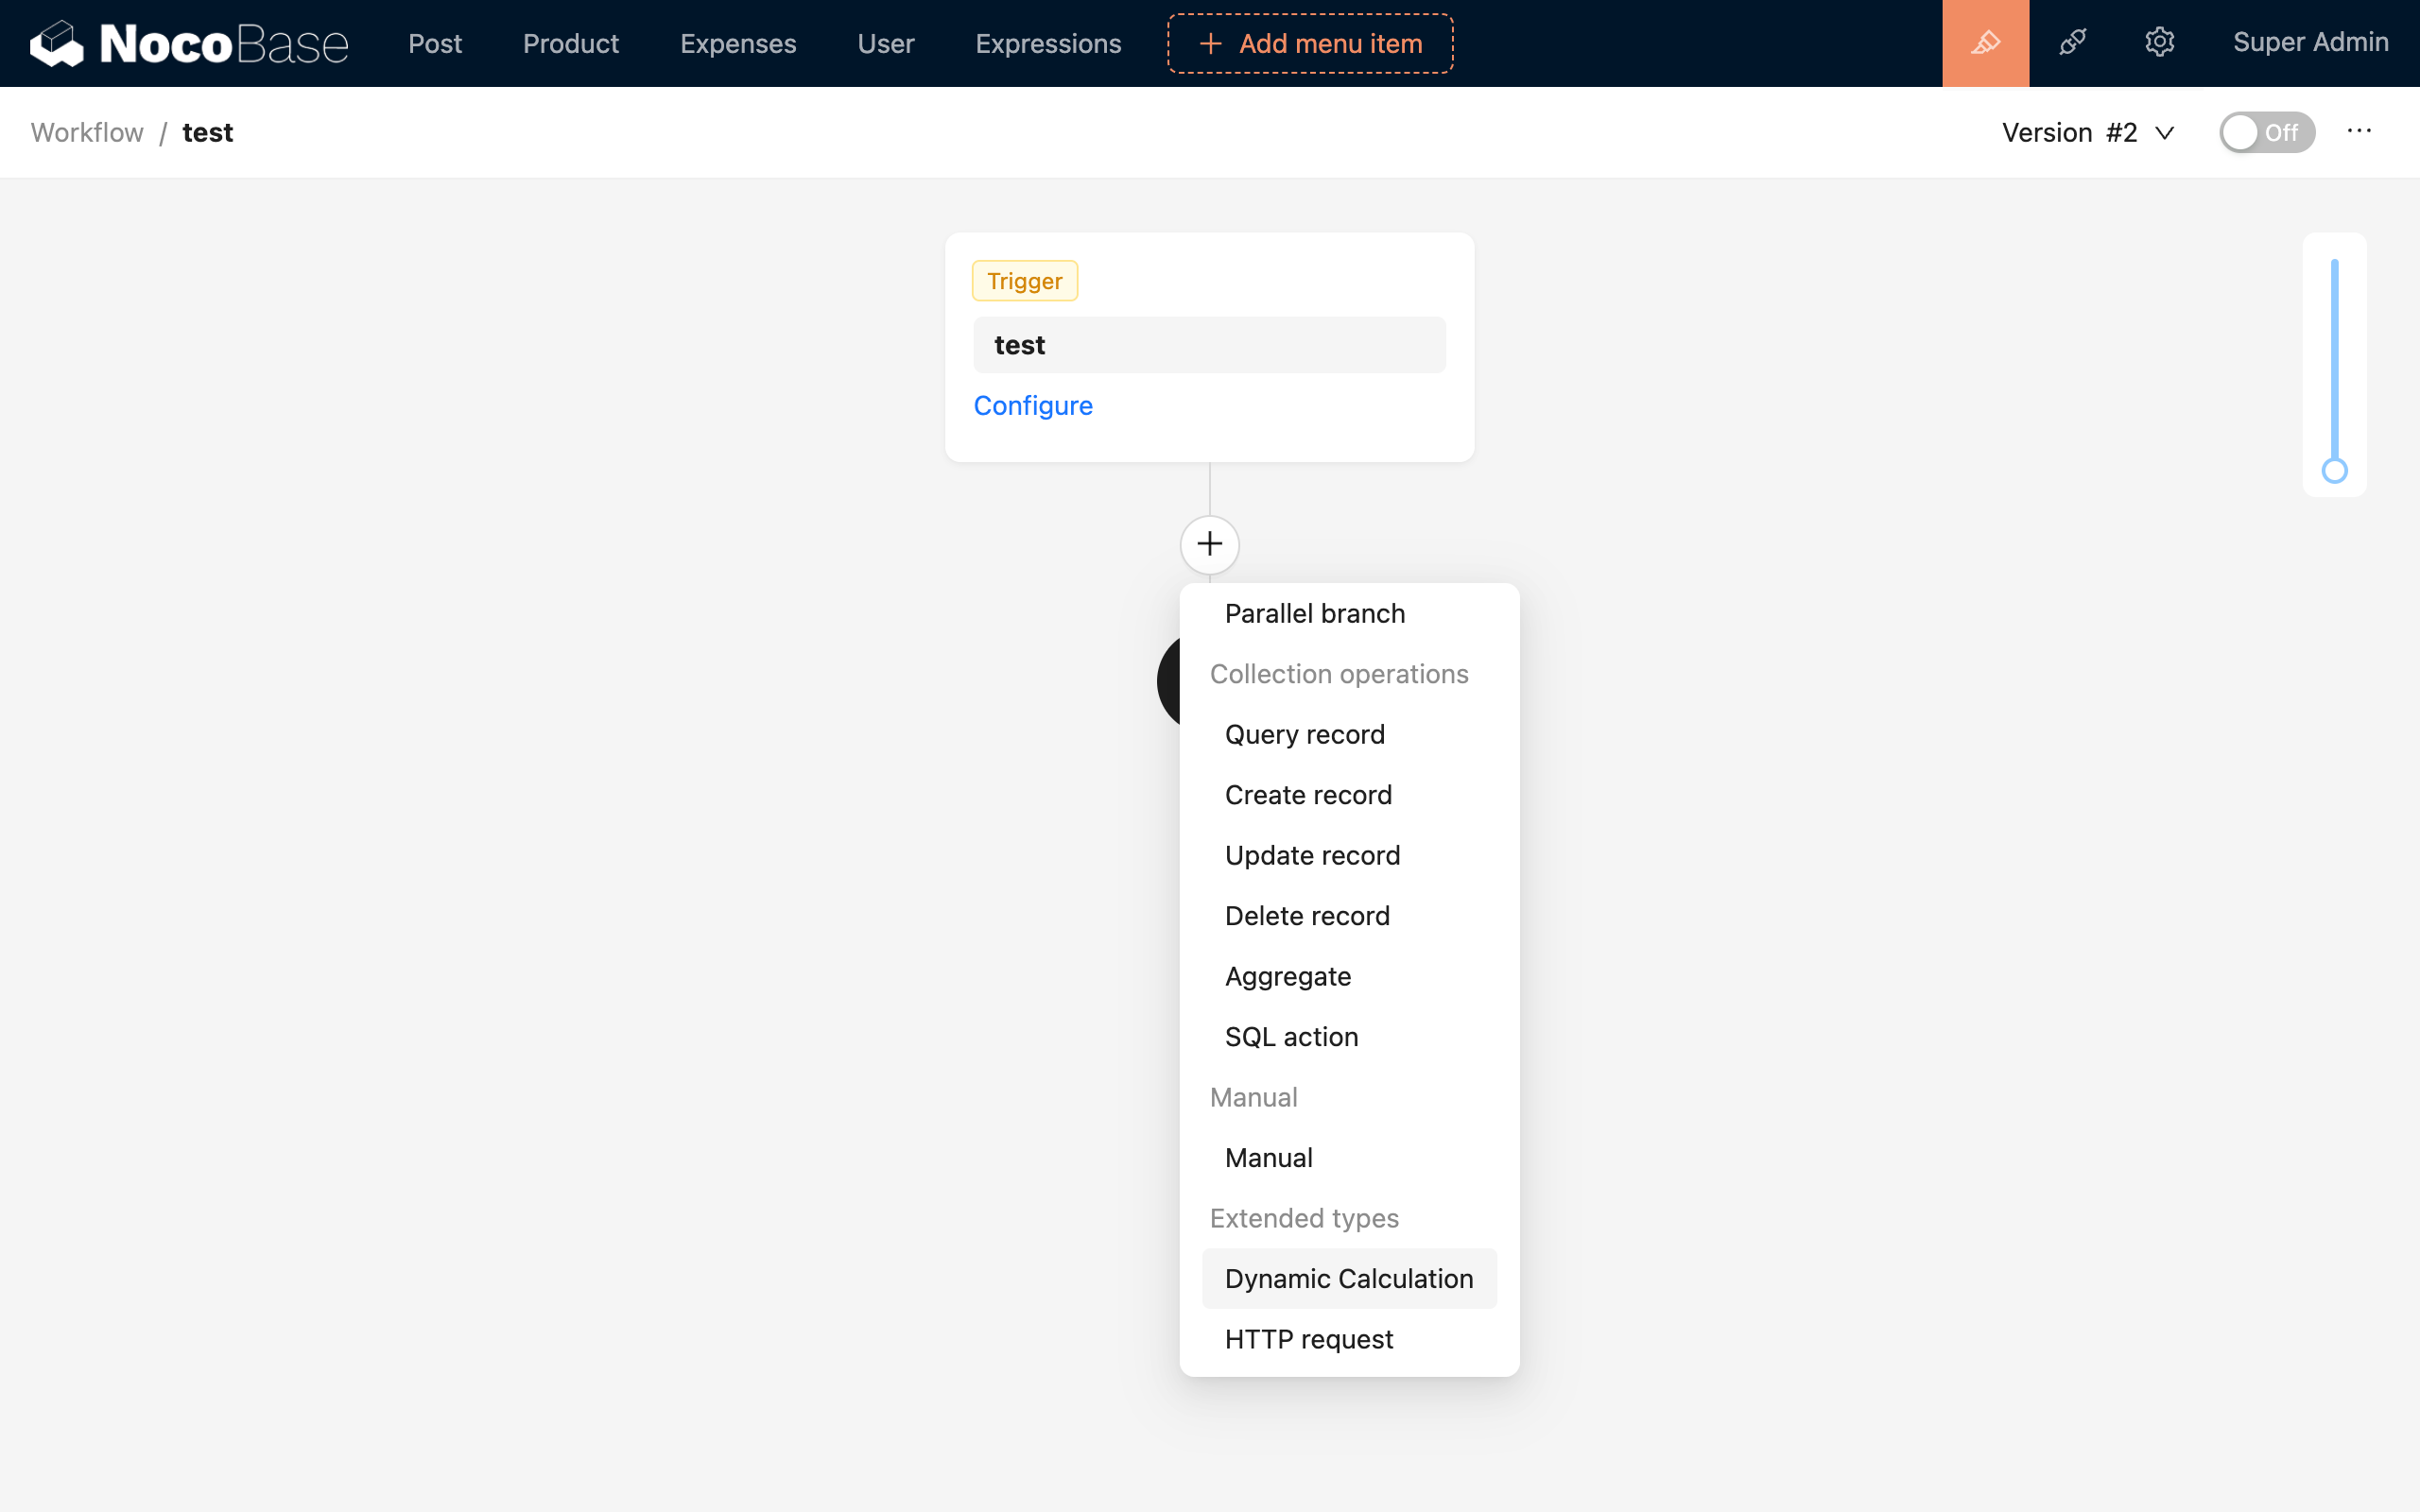 NocoBase Post Product Expenses User Expressions + Add menu item Super Admin
Workflow / test Version #2 Off ...
Trigger
test
Configure
Parallel branch
Collection operations
Query record
Create record
Update record
Delete record
Aggregate
SQL action
Manual
Manual
Extended types
Dynamic Calculation
HTTP request